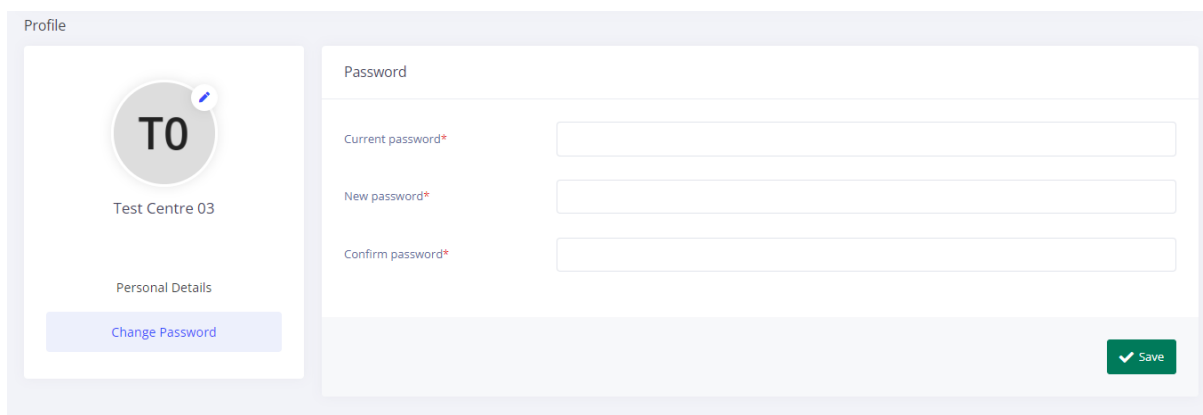 Profile
T0
Test Centre 03
Personal Details
Change Password
Password
Current password*
New password*
Confirm password*
Save